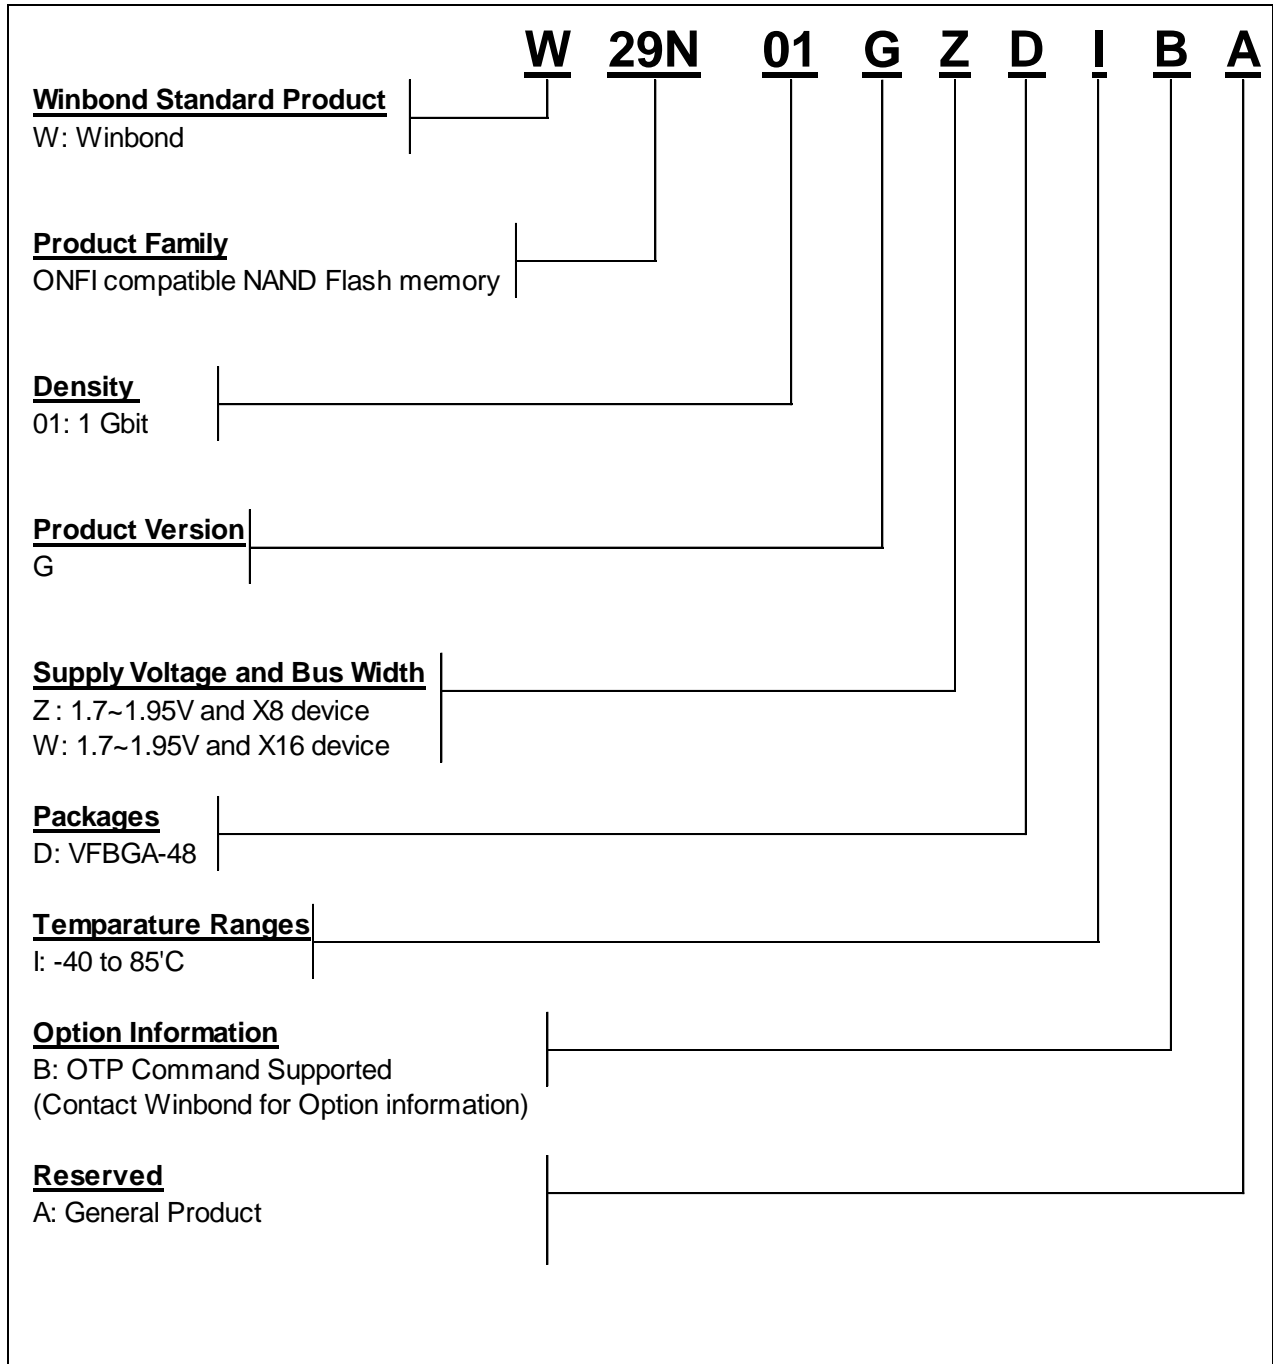 W 29N 01 G Z D I B A
Winbond Standard Product
W: Winbond
Product Family
ONFI compatible NAND Flash memory
Density
01: 1 Gbit
Product Version
G
Supply Voltage and Bus Width
Z : 1.7~1.95V and X8 device
W: 1.7~1.95V and X16 device
Packages
D: VFBGA-48
Temparature Ranges
I: -40 to 85'C
Option Information
B: OTP Command Supported
(Contact Winbond for Option information)
Reserved
A: General Product